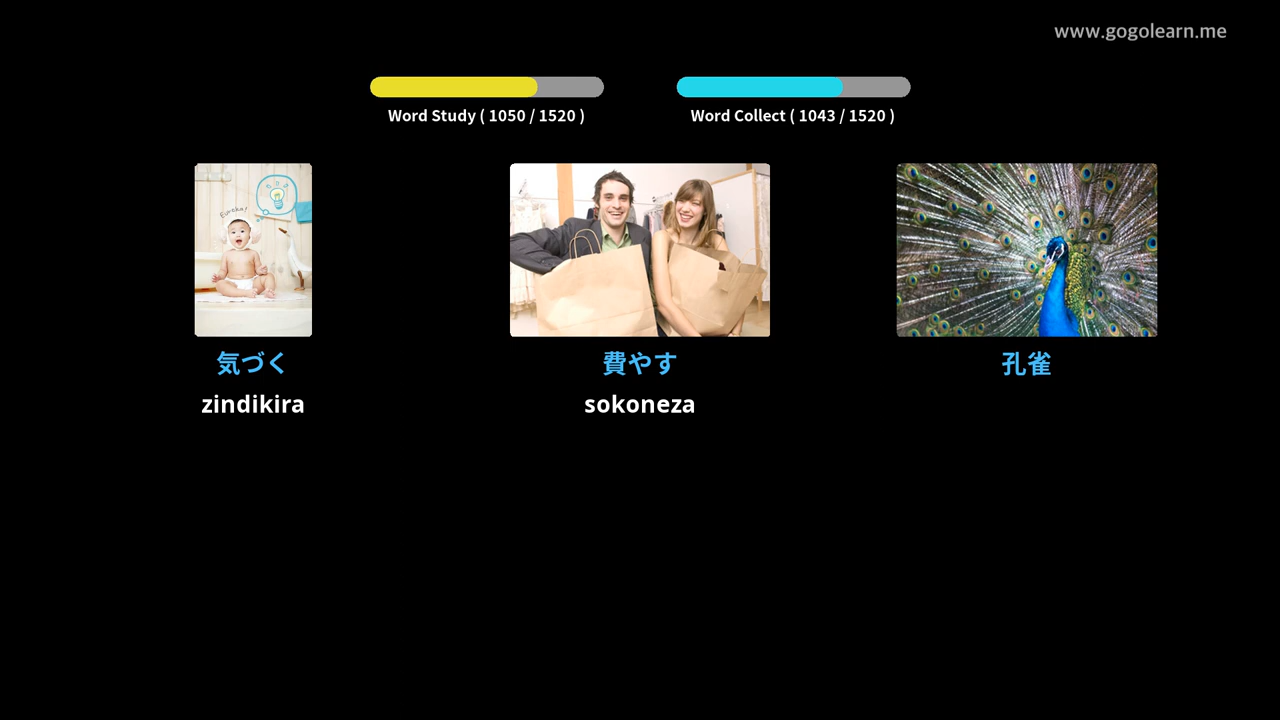 www.gogolearn.me
Word Study ( 1050 / 1520 )
Word Collect ( 1043 / 1520 )
Eureka!
気づく
費やす
孔雀
zindikira
sokoneza